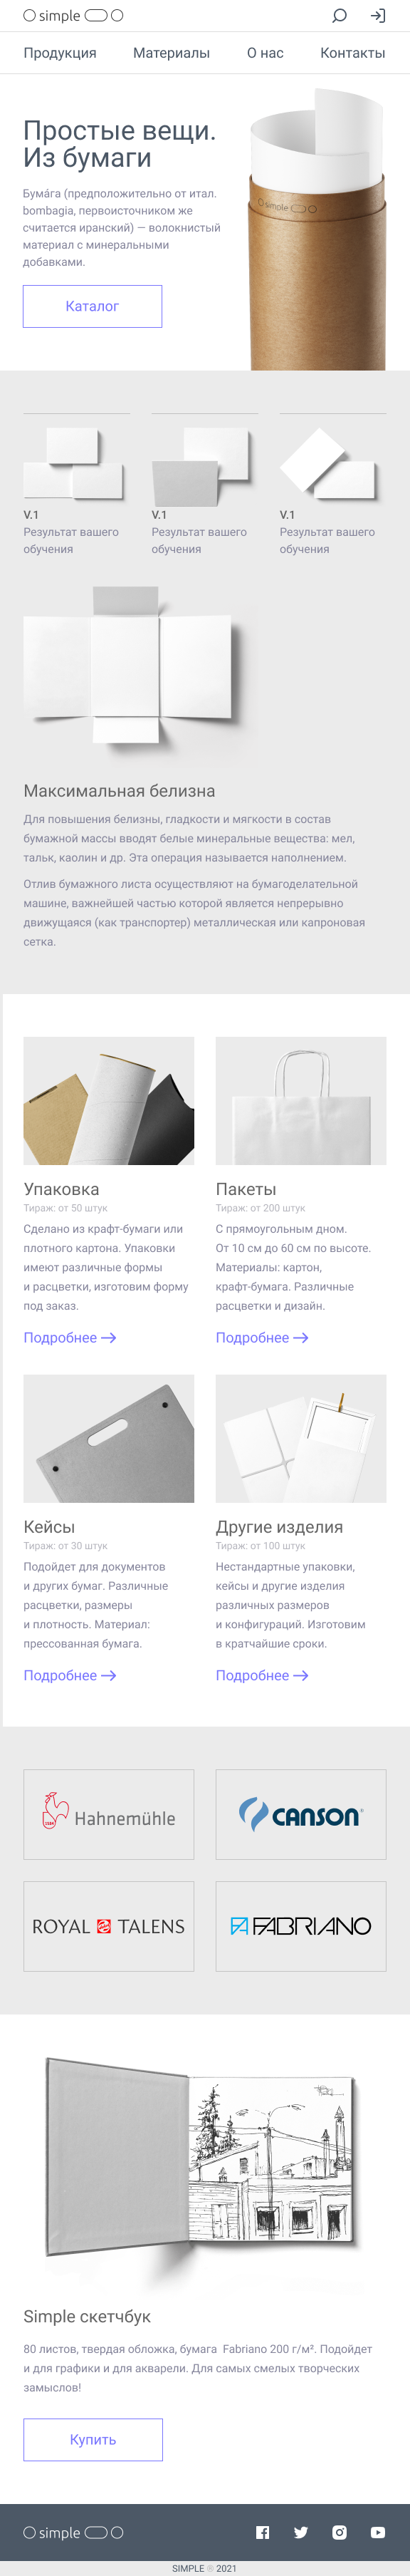 simple
Продукция Материалы О нас Контакты
Простые вещи.
Из бумаги
Бума́га (предположительно от итал.
bombagia, первоисточником же
считается иранский) — волокнистый
материал с минеральными
добавками.
simple
Каталог
V.1
Результат вашего
обучения
V.1
Результат вашего
обучения
V.1
Результат вашего
обучения
Максимальная белизна
Для повышения белизны, гладкости и мягкости в состав
бумажной массы вводят белые минеральные вещества: мел,
тальк, каолин и др. Эта операция называется наполнением.
Отлив бумажного листа осуществляют на бумагоделательной
машине, важнейшей частью которой является непрерывно
движущаяся (как транспортер) металлическая или капроновая
сетка.
Упаковка
Тираж: от 50 штук
Сделано из крафт-бумаги или
плотного картона. Упаковки
имеют различные формы
и расцветки, изготовим форму
под заказ.
Подробнее
Пакеты
Тираж: от 200 штук
С прямоугольным дном.
От 10 см до 60 см по высоте.
Материалы: картон,
крафт-бумага. Различные
расцветки и дизайн.
Подробнее
Кейсы
Тираж: от 30 штук
Подойдет для документов
и других бумаг. Различные
расцветки, размеры
и плотность. Материал:
прессованная бумага.
Подробнее
Другие изделия
Тираж: от 100 штук
Нестандартные упаковки,
кейсы и другие изделия
различных размеров
и конфигураций. Изготовим
в кратчайшие сроки.
Подробнее
Hahnemühle
CANSON®
ROYAL TALENS
FABRIANO
Simple скетчбук
80 листов, твердая обложка, бумага Fabriano 200 г/м². Подойдет
и для графики и для акварели. Для самых смелых творческих
замыслов!
Купить
simple
SIMPLE ® 2021